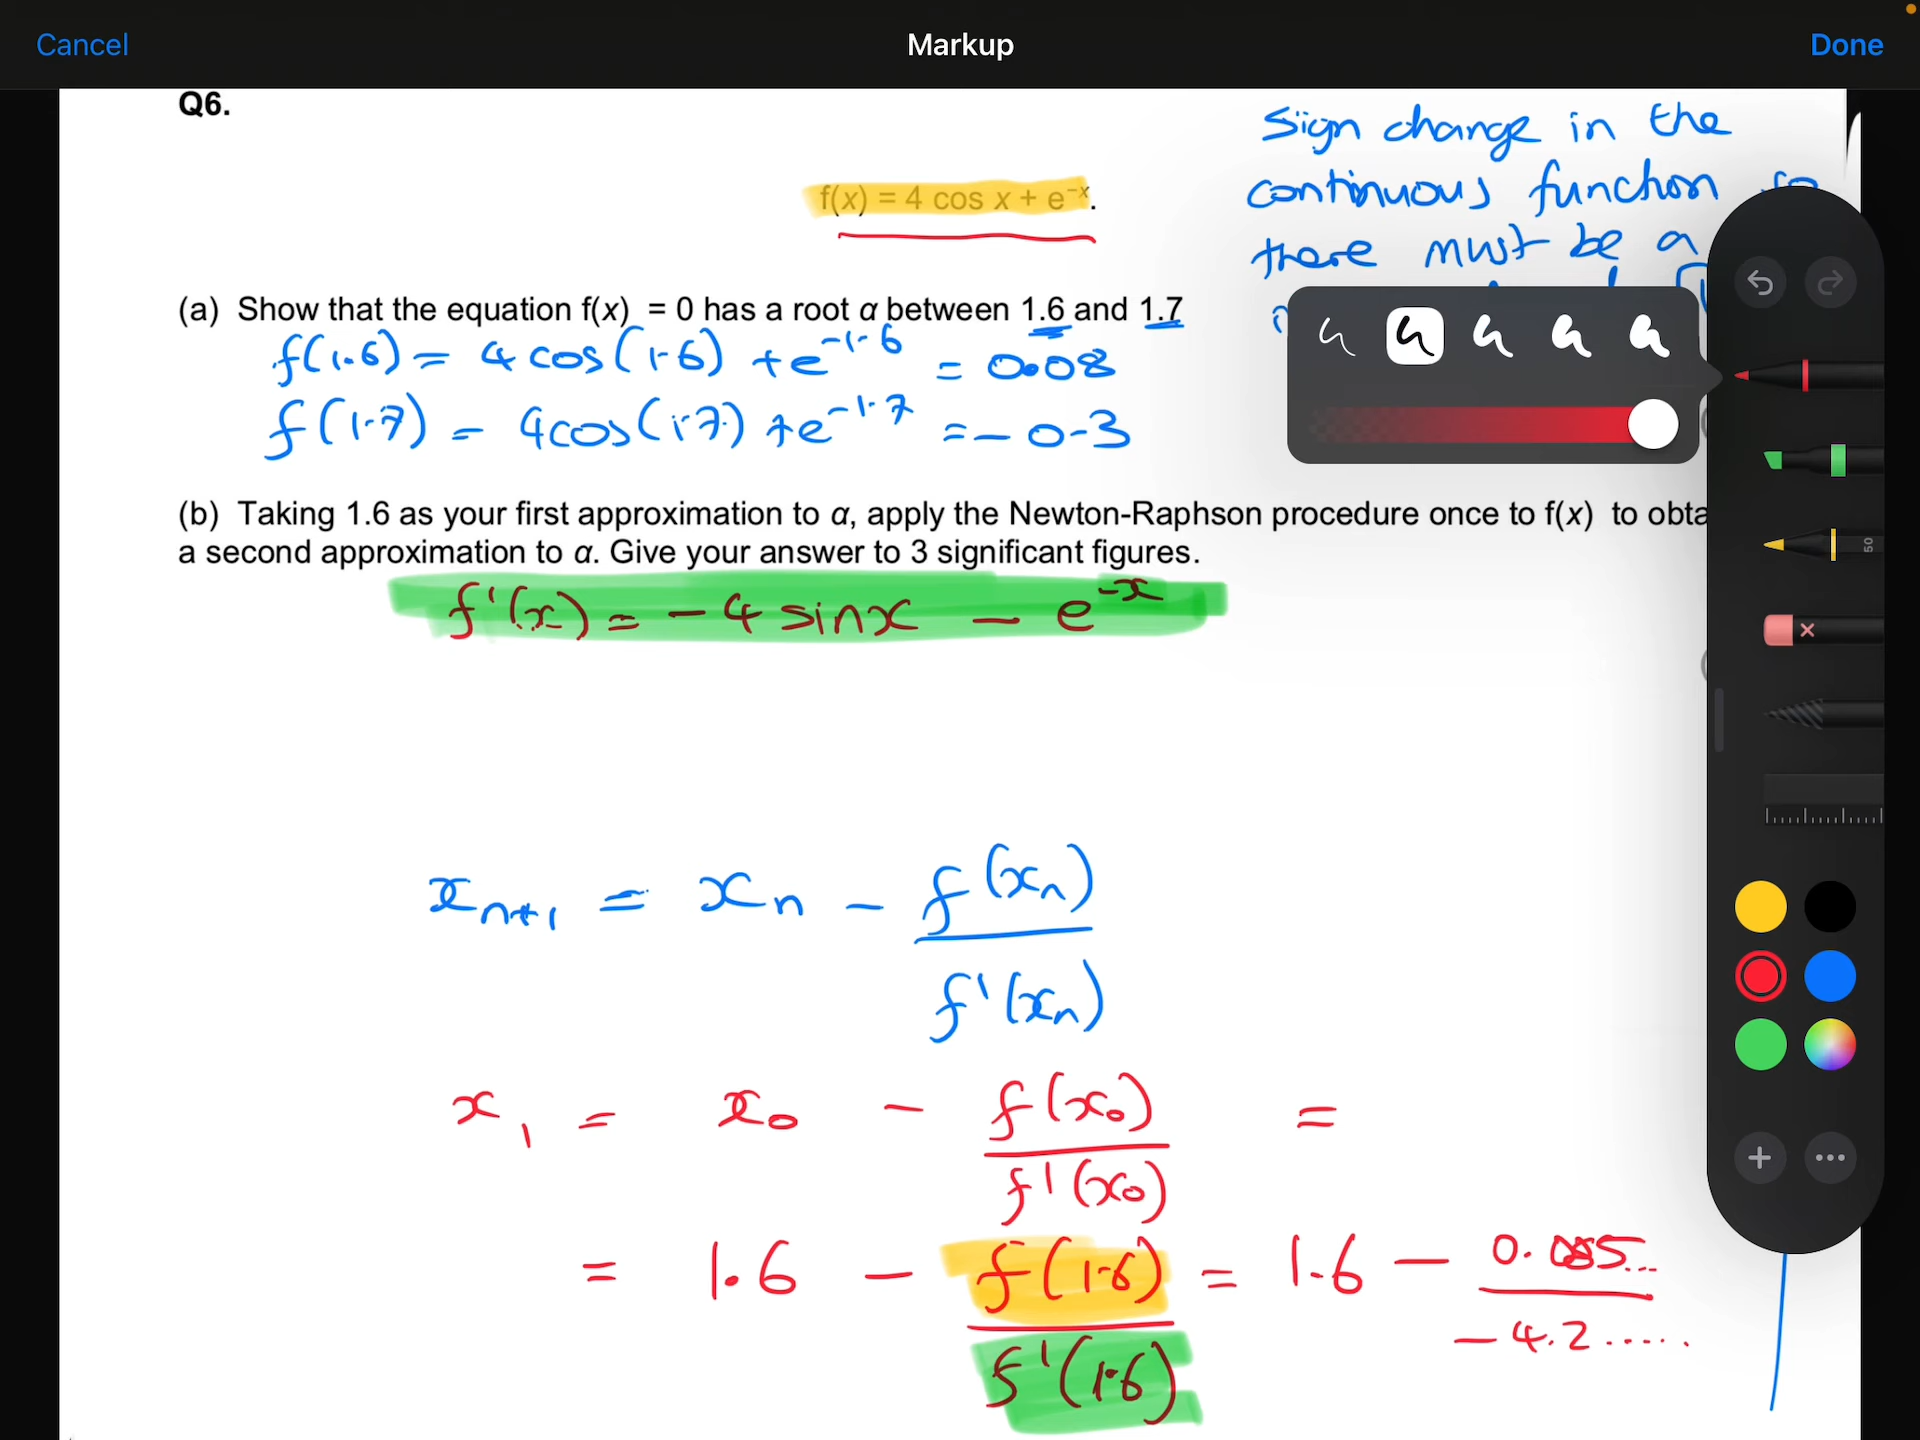 Cancel
Markup
Done
Q6.
Sign change in the
continuous function so
there must be a
f(x) = 4 cos x + e⁻ˣ.
(a) Show that the equation f(x) = 0 has a root α between 1.6 and 1.7
f(1.6) = 4 cos(1.6) + e^-1.6 = 0.08
f(1.7) = 4cos(1.7) + e^-1.7 = -0.3
(b) Taking 1.6 as your first approximation to α, apply the Newton-Raphson procedure once to f(x) to obta
a second approximation to α. Give your answer to 3 significant figures.
f'(x) = -4 sinx - e^-x
50
x_n+1 = x_n - f(x_n)
f'(x_n)
x_1 = x_0 - f(x_0) =
f'(x_0)
= 1.6 - f(1.6) = 1.6 - 0.085...
f'(1.6) -4.2.....